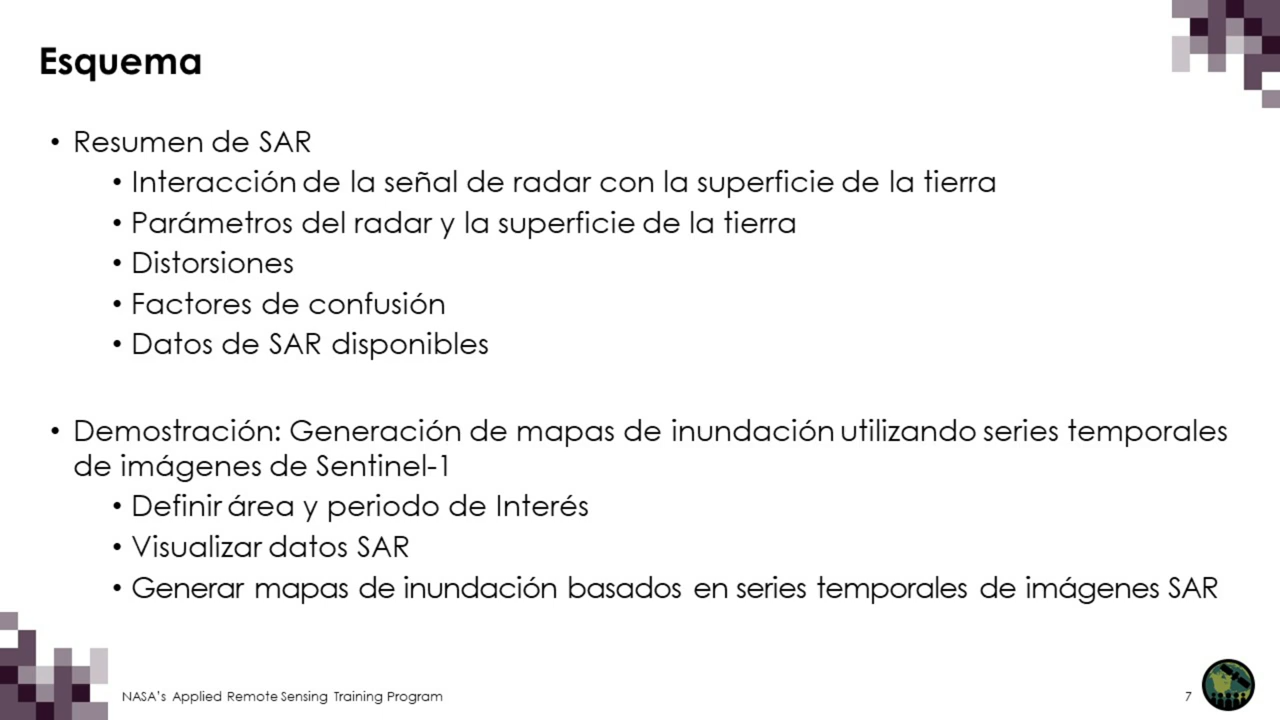 Esquema
• Resumen de SAR
• Interacción de la señal de radar con la superficie de la tierra
• Parámetros del radar y la superficie de la tierra
• Distorsiones
• Factores de confusión
• Datos de SAR disponibles
• Demostración: Generación de mapas de inundación utilizando series temporales
de imágenes de Sentinel-1
• Definir área y periodo de Interés
• Visualizar datos SAR
• Generar mapas de inundación basados en series temporales de imágenes SAR
NASA's Applied Remote Sensing Training Program
7